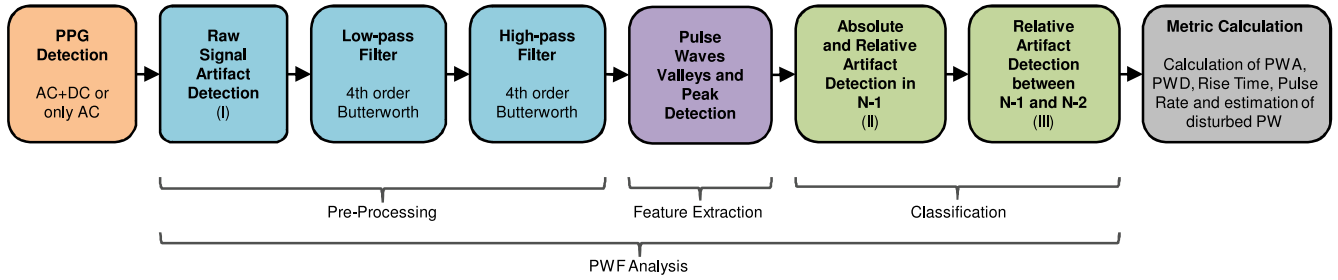 PPG
Detection
AC+DC or
only AC
Raw
Signal
Artifact
Detection
(I)
Low-pass
Filter
4th order
Butterworth
High-pass
Filter
4th order
Butterworth
Pulse
Waves
Valleys and
Peak
Detection
Absolute
and Relative
Artifact
Detection in
N-1
(II)
Relative
Artifact
Detection
between
N-1 and N-2
(III)
Metric Calculation
Calculation of PWA,
PWD, Rise Time, Pulse
Rate and estimation of
disturbed PW
Pre-Processing
Feature Extraction
Classification
PWF Analysis